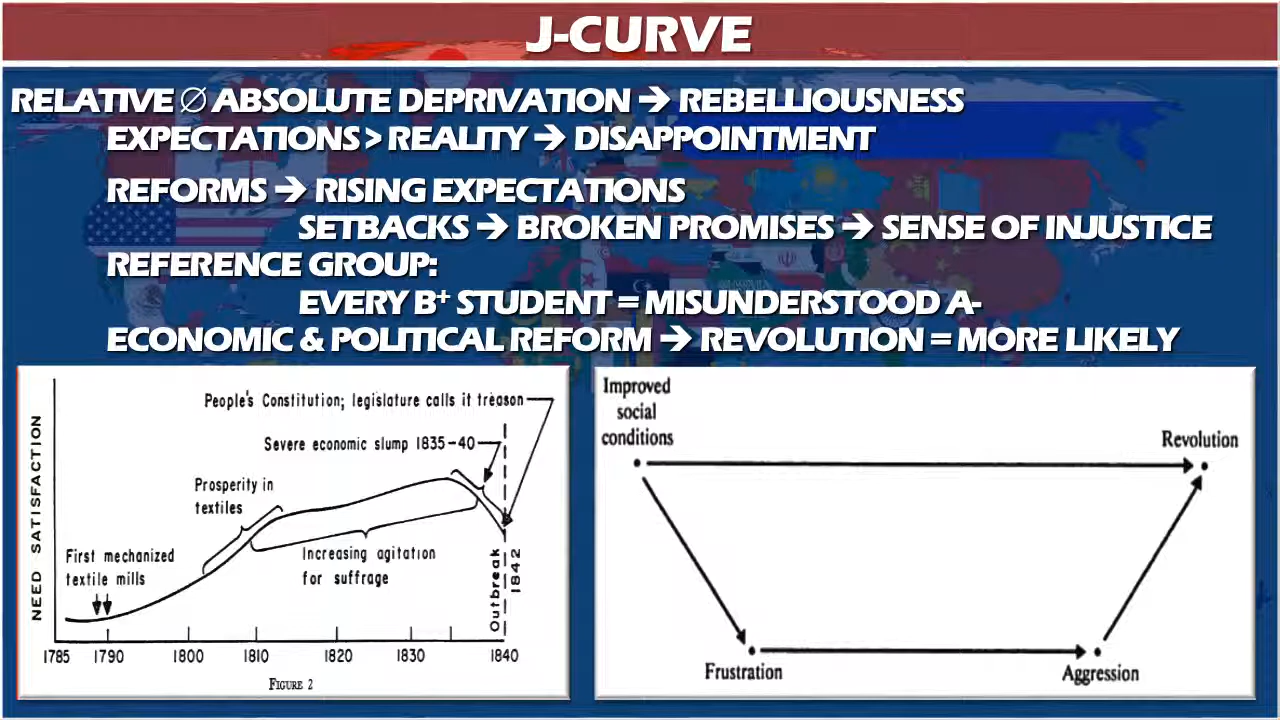 J-CURVE
RELATIVE ∅ ABSOLUTE DEPRIVATION → REBELLIOUSNESS
EXPECTATIONS > REALITY → DISAPPOINTMENT
REFORMS → RISING EXPECTATIONS
SETBACKS → BROKEN PROMISES → SENSE OF INJUSTICE
REFERENCE GROUP:
EVERY B+ STUDENT = MISUNDERSTOOD A-
ECONOMIC & POLITICAL REFORM → REVOLUTION = MORE LIKELY
NEED SATISFACTION
People's Constitution; legislature calls it treason
Severe economic slump 1835-40
Prosperity in
textiles
First mechanized
textile mills
Increasing agitation
for suffrage
Outbreak
1842
1785 1790 1800 1810 1820 1830 1840
FIGURE 2
Improved
social
conditions
Revolution
Frustration
Aggression